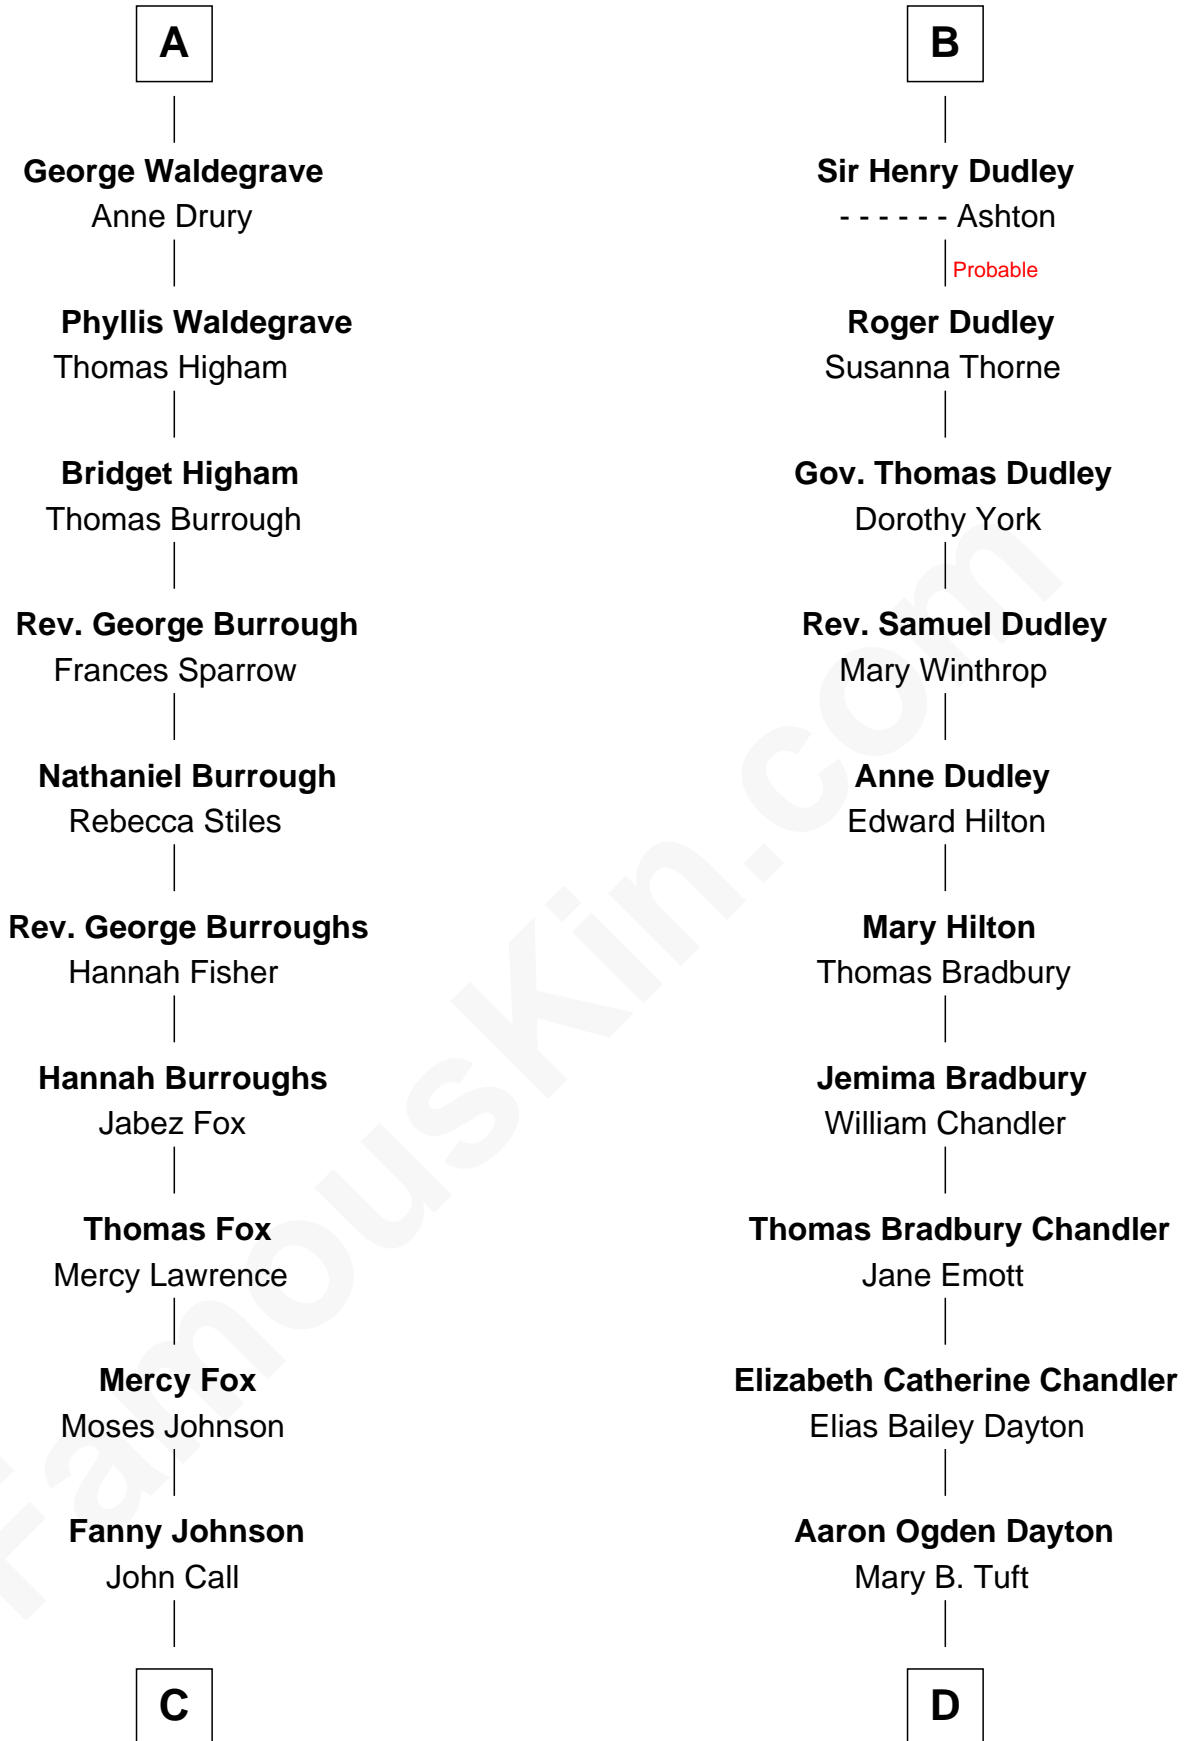 A
George Waldegrave
Anne Drury
Phyllis Waldegrave
Thomas Higham
Bridget Higham
Thomas Burrough
Rev. George Burrough
Frances Sparrow
Nathaniel Burrough
Rebecca Stiles
Rev. George Burroughs
Hannah Fisher
Hannah Burroughs
Jabez Fox
Thomas Fox
Mercy Lawrence
Mercy Fox
Moses Johnson
Fanny Johnson
John Call
C
B
Sir Henry Dudley
- - - - - - Ashton
Probable
Roger Dudley
Susanna Thorne
Gov. Thomas Dudley
Dorothy York
Rev. Samuel Dudley
Mary Winthrop
Anne Dudley
Edward Hilton
Mary Hilton
Thomas Bradbury
Jemima Bradbury
William Chandler
Thomas Bradbury Chandler
Jane Emott
Elizabeth Catherine Chandler
Elias Bailey Dayton
Aaron Ogden Dayton
Mary B. Tuft
D
FamousKin.com